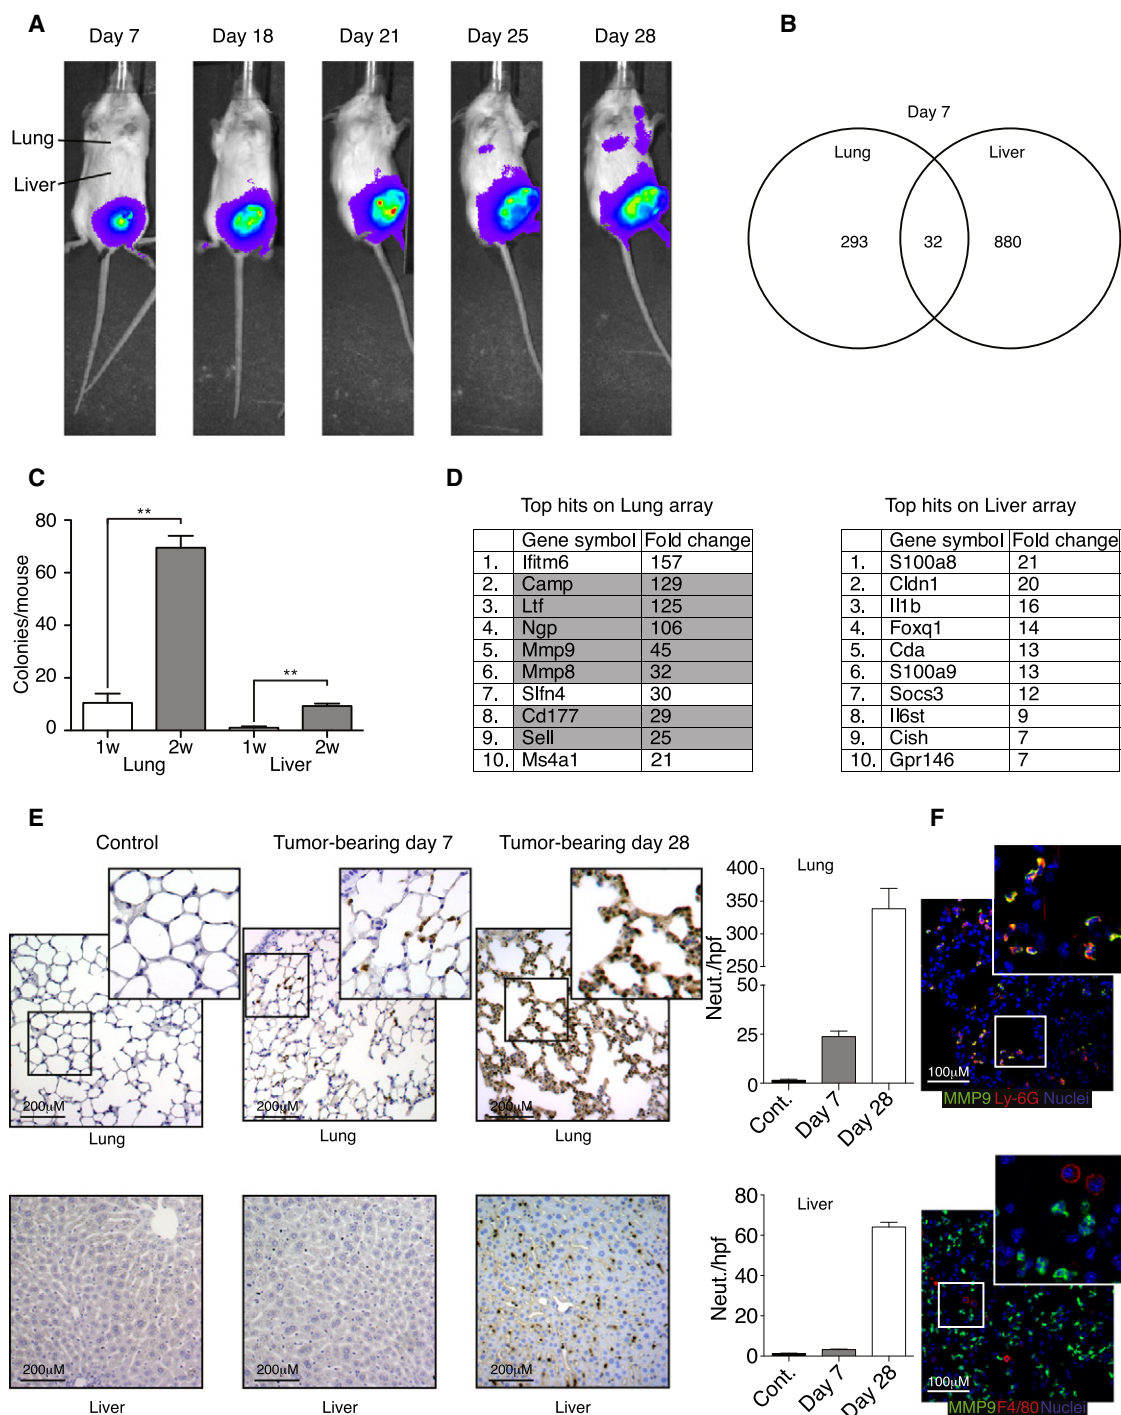 A
Day 7
Day 18
Day 21
Day 25
Day 28
Lung
Liver
B
Day 7
Lung
Liver
293
32
880
C
Colonies/mouse
80
60
40
20
0
**
**
1w
2w
1w
2w
Lung
Liver
D
Top hits on Lung array
Gene symbol Fold change
1. Ifitm6 157
2. Camp 129
3. Ltf 125
4. Ngp 106
5. Mmp9 45
6. Mmp8 32
7. Slfn4 30
8. Cd177 29
9. Sell 25
10. Ms4a1 21
Top hits on Liver array
Gene symbol Fold change
1. S100a8 21
2. Cldn1 20
3. Il1b 16
4. Foxq1 14
5. Cda 13
6. S100a9 13
7. Socs3 12
8. Il6st 9
9. Cish 7
10. Gpr146 7
E
Control
Tumor-bearing day 7
Tumor-bearing day 28
200µM
200µM
200µM
Lung
Lung
Lung
Lung
Neut./hpf
400
350
300
250
50
25
0
Cont.
Day 7
Day 28
200µM
200µM
200µM
Liver
Liver
Liver
Liver
Neut./hpf
80
60
40
20
0
Cont.
Day 7
Day 28
F
100µM
MMP9 Ly-6G Nuclei
100µM
MMP9 F4/80 Nuclei